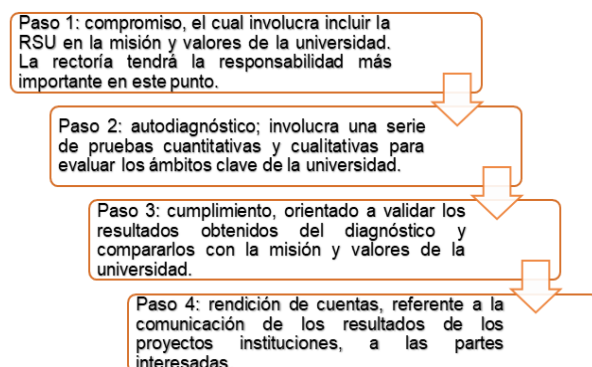 Paso 1: compromiso, el cual involucra incluir la
RSU en la misión y valores de la universidad.
La rectoría tendrá la responsabilidad más
importante en este punto.
Paso 2: autodiagnóstico; involucra una serie
de pruebas cuantitativas y cualitativas para
evaluar los ámbitos clave de la universidad.
Paso 3: cumplimiento, orientado a validar los
resultados obtenidos del diagnóstico y
compararlos con la misión y valores de la
universidad.
Paso 4: rendición de cuentas, referente a la
comunicación de los resultados de los
proyectos instituciones, a las partes
interesadas